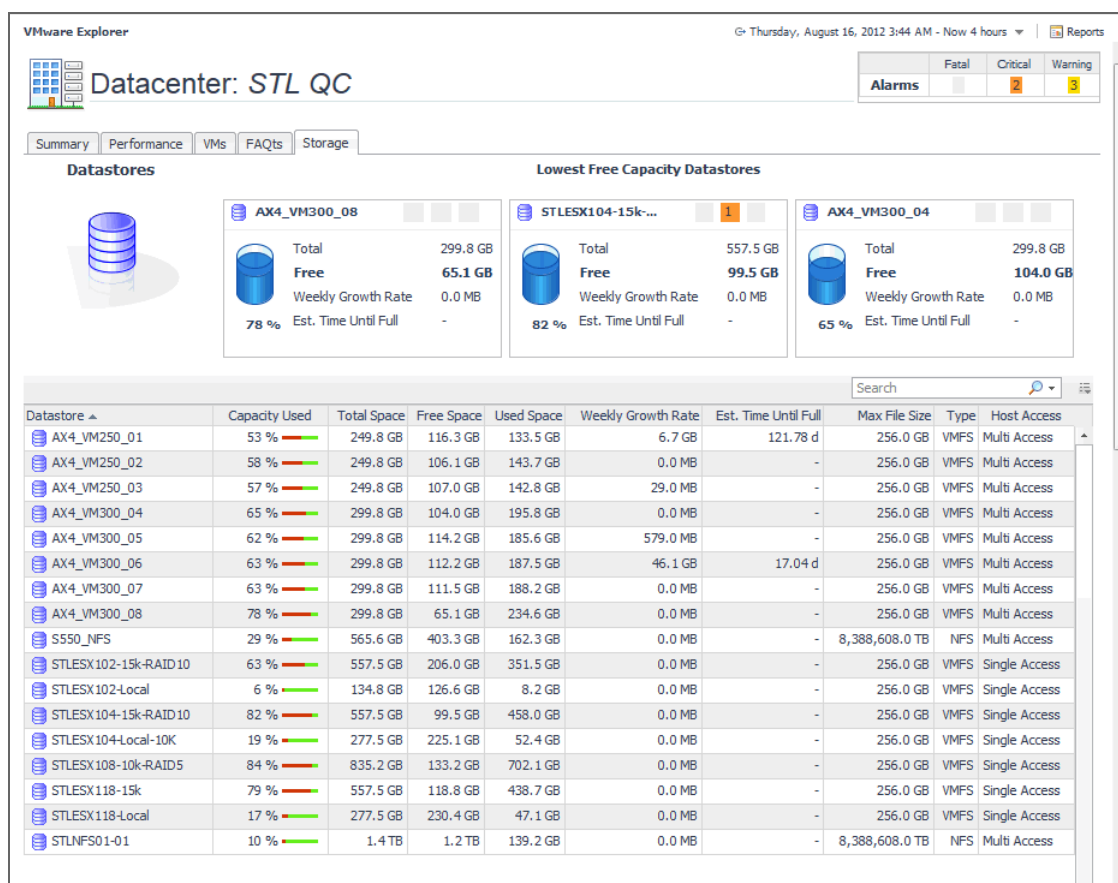 VMware Explorer
Thursday, August 16, 2012 3:44 AM - Now 4 hours
Reports
Datacenter: STL QC
Fatal Critical Warning
Alarms 2 3
Summary Performance VMs FAQts Storage
Datastores
Lowest Free Capacity Datastores
AX4_VM300_08
Total 299.8 GB
Free 65.1 GB
Weekly Growth Rate 0.0 MB
78 % Est. Time Until Full -
STLESX104-15k-... 1
Total 557.5 GB
Free 99.5 GB
Weekly Growth Rate 0.0 MB
82 % Est. Time Until Full -
AX4_VM300_04
Total 299.8 GB
Free 104.0 GB
Weekly Growth Rate 0.0 MB
65 % Est. Time Until Full -
Search
Datastore Capacity Used Total Space Free Space Used Space Weekly Growth Rate Est. Time Until Full Max File Size Type Host Access
AX4_VM250_01 53 % 249.8 GB 116.3 GB 133.5 GB 6.7 GB 121.78 d 256.0 GB VMFS Multi Access
AX4_VM250_02 58 % 249.8 GB 106.1 GB 143.7 GB 0.0 MB - 256.0 GB VMFS Multi Access
AX4_VM250_03 57 % 249.8 GB 107.0 GB 142.8 GB 29.0 MB - 256.0 GB VMFS Multi Access
AX4_VM300_04 65 % 299.8 GB 104.0 GB 195.8 GB 0.0 MB - 256.0 GB VMFS Multi Access
AX4_VM300_05 62 % 299.8 GB 114.2 GB 185.6 GB 579.0 MB - 256.0 GB VMFS Multi Access
AX4_VM300_06 63 % 299.8 GB 112.2 GB 187.5 GB 46.1 GB 17.04 d 256.0 GB VMFS Multi Access
AX4_VM300_07 63 % 299.8 GB 111.5 GB 188.2 GB 0.0 MB - 256.0 GB VMFS Multi Access
AX4_VM300_08 78 % 299.8 GB 65.1 GB 234.6 GB 0.0 MB - 256.0 GB VMFS Multi Access
S550_NFS 29 % 565.6 GB 403.3 GB 162.3 GB 0.0 MB - 8,388,608.0 TB NFS Multi Access
STLESX102-15k-RAID10 63 % 557.5 GB 206.0 GB 351.5 GB 0.0 MB - 256.0 GB VMFS Single Access
STLESX102-Local 6 % 134.8 GB 126.6 GB 8.2 GB 0.0 MB - 256.0 GB VMFS Single Access
STLESX104-15k-RAID10 82 % 557.5 GB 99.5 GB 458.0 GB 0.0 MB - 256.0 GB VMFS Single Access
STLESX104-Local-10K 19 % 277.5 GB 225.1 GB 52.4 GB 0.0 MB - 256.0 GB VMFS Single Access
STLESX108-10k-RAID5 84 % 835.2 GB 133.2 GB 702.1 GB 0.0 MB - 256.0 GB VMFS Single Access
STLESX118-15k 79 % 557.5 GB 118.8 GB 438.7 GB 0.0 MB - 256.0 GB VMFS Single Access
STLESX118-Local 17 % 277.5 GB 230.4 GB 47.1 GB 0.0 MB - 256.0 GB VMFS Single Access
STLNFS01-01 10 % 1.4 TB 1.2 TB 139.2 GB 0.0 MB - 8,388,608.0 TB NFS Multi Access